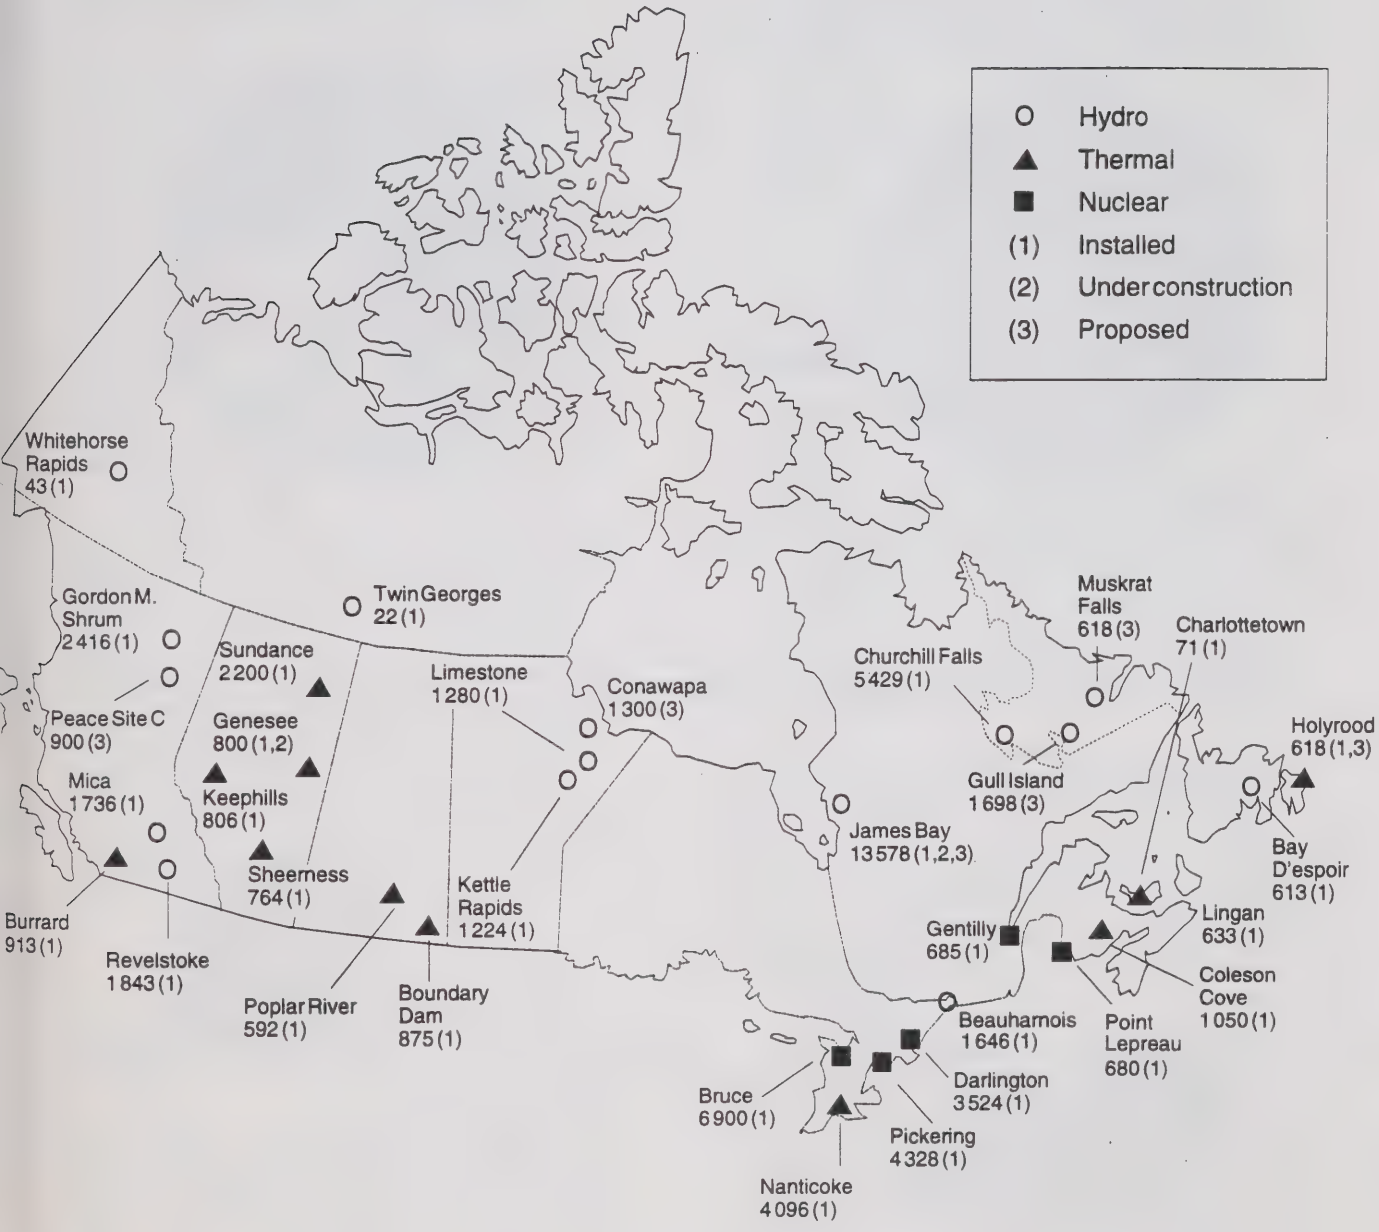 Hydro
Thermal
Nuclear
(1) Installed
(2) Under construction
(3) Proposed
Whitehorse
Rapids
43 (1)
Gordon M.
Shrum
2 416 (1)
Peace Site C
900 (3)
Mica
1 736 (1)
Burrard
913 (1)
Revelstoke
1 843 (1)
Twin Georges
22 (1)
Sundance
2 200 (1)
Genesee
800 (1,2)
Keephills
806 (1)
Sheerness
764 (1)
Poplar River
592 (1)
Boundary
Dam
875 (1)
Limestone
1 280 (1)
Conawapa
1 300 (3)
Kettle
Rapids
1 224 (1)
Churchill Falls
5 429 (1)
Muskrat
Falls
618 (3)
Charlottetown
71 (1)
Gull Island
1 698 (3)
Holyrood
618 (1,3)
James Bay
13 578 (1,2,3)
Bay
D'espoir
613 (1)
Gentilly
685 (1)
Lingan
633 (1)
Coleson
Cove
1 050 (1)
Beauharnois
1 646 (1)
Point
Lepreau
680 (1)
Bruce
6 900 (1)
Darlington
3 524 (1)
Pickering
4 328 (1)
Nanticoke
4 096 (1)